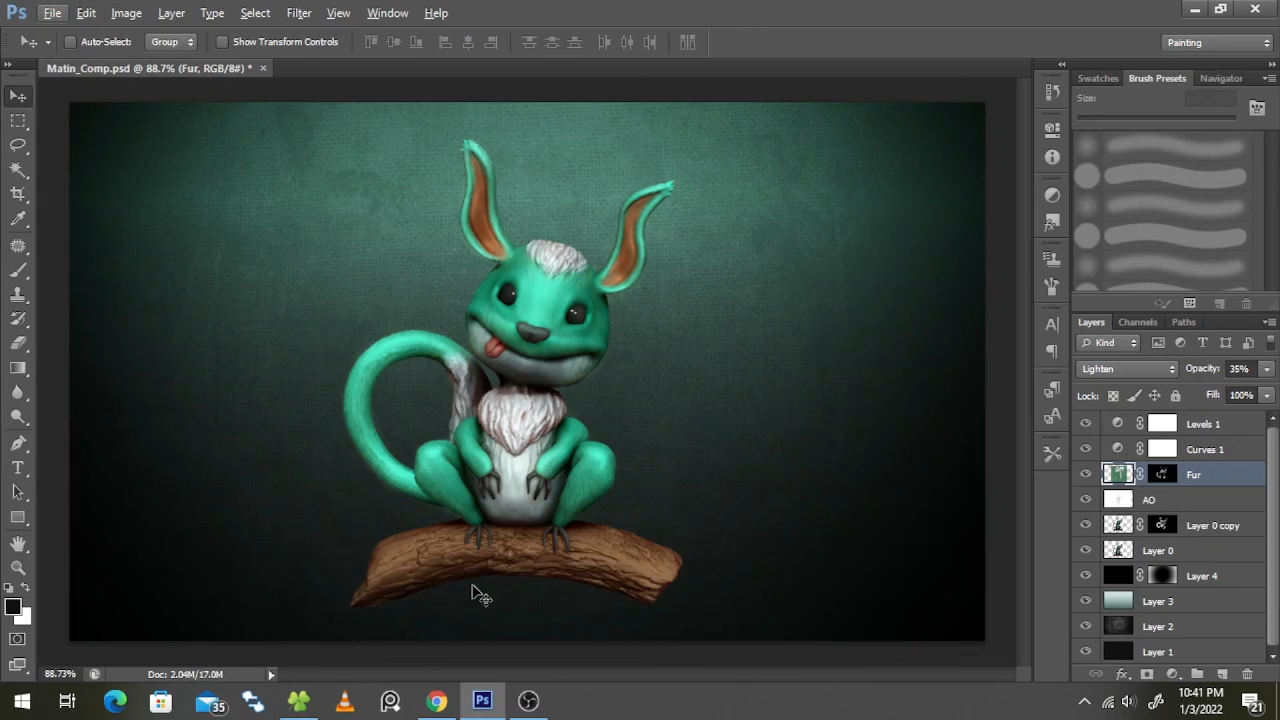 Ps File Edit Image Layer Type Select Filter View Window Help
Auto-Select: Group Show Transform Controls Painting
Matin_Comp.psd @ 88.7% (Fur, RGB/8#) * ×
Swatches Brush Presets Navigator
Size:
Layers Channels Paths
Kind
Lighten Opacity: 35%
Lock: Fill: 100%
Levels 1
Curves 1
Fur
AO
Layer 0 copy
Layer 0
Layer 4
Layer 3
Layer 2
Layer 1
88.73% Doc: 2.04M/17.0M
35 Ps 10:41 PM
1/3/2022 21